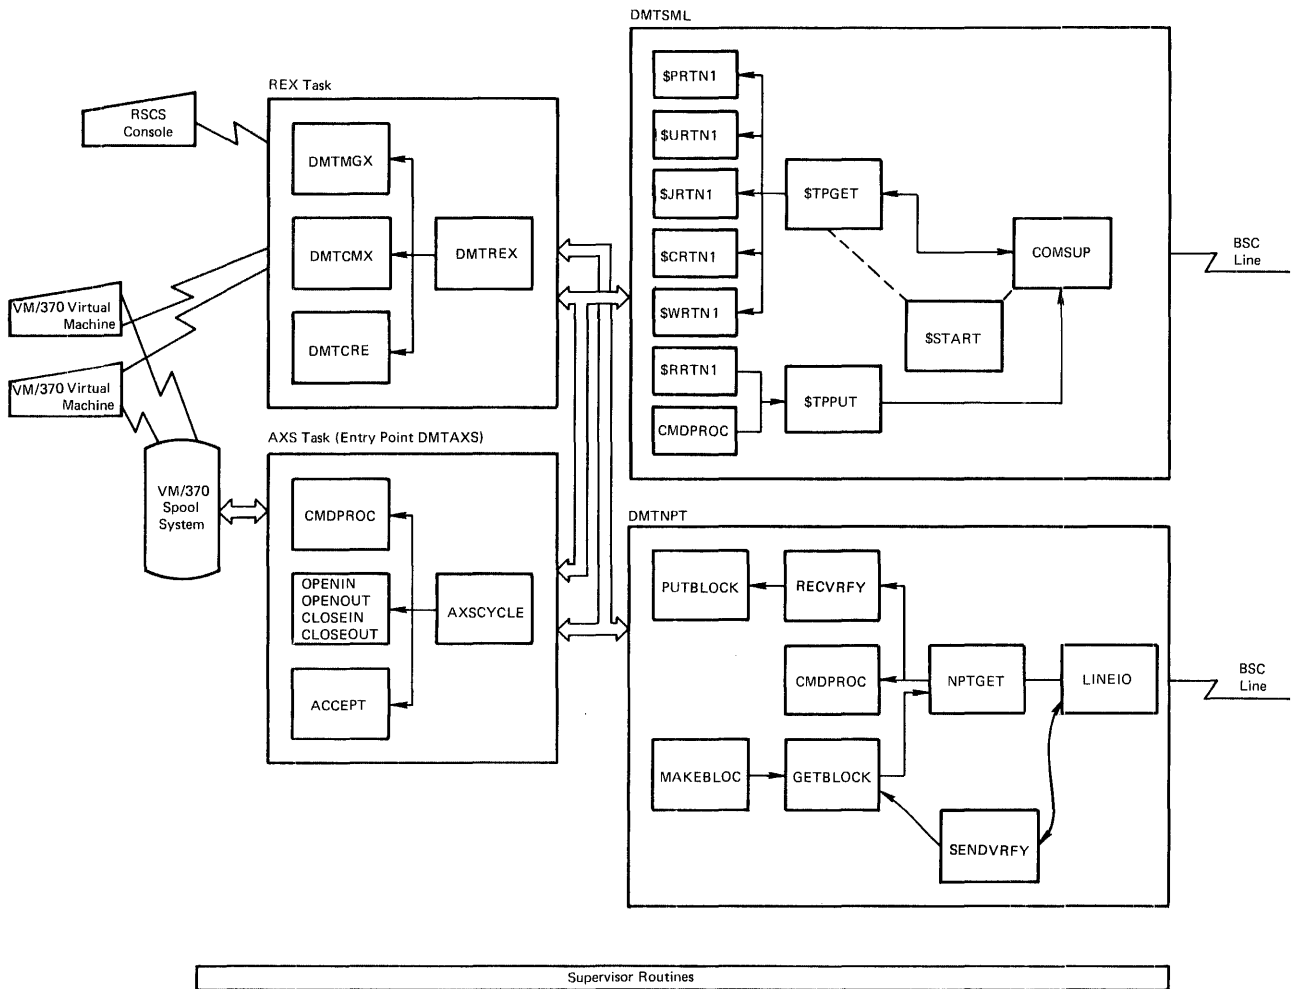 DMTSML
REX Task
RSCS
Console
DMTMGX
DMTCMX
DMTREX
DMTCRE
$PRTN1
$URTN1
$JRTN1
$CRTN1
$WRTN1
$RRTN1
CMDPROC
$TPGET
COMSUP
$START
$TPPUT
BSC
Line
VM/370 Virtual
Machine
VM/370 Virtual
Machine
VM/370
Spool
System
AXS Task (Entry Point DMTAXS)
CMDPROC
OPENIN
OPENOUT
CLOSEIN
CLOSEOUT
AXSCYCLE
ACCEPT
DMTNPT
PUTBLOCK
RECVRFY
CMDPROC
NPTGET
LINEIO
MAKEBLOC
GETBLOCK
SENDVRFY
BSC
Line
Supervisor Routines